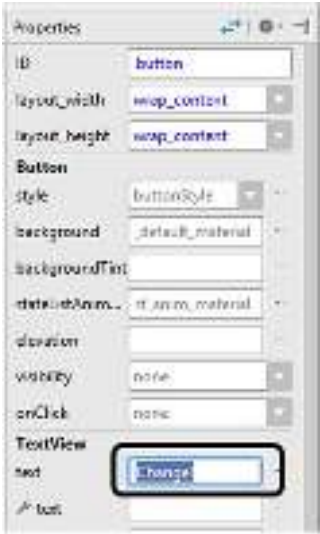 Properties
ID button
layout_width wrap_content
layout_height wrap_content
Button
style buttonStyle
background _default_material
backgroundTint
stateListAnim... rt_anim_material
elevation
visibility none
onClick none
TextView
text Change
text